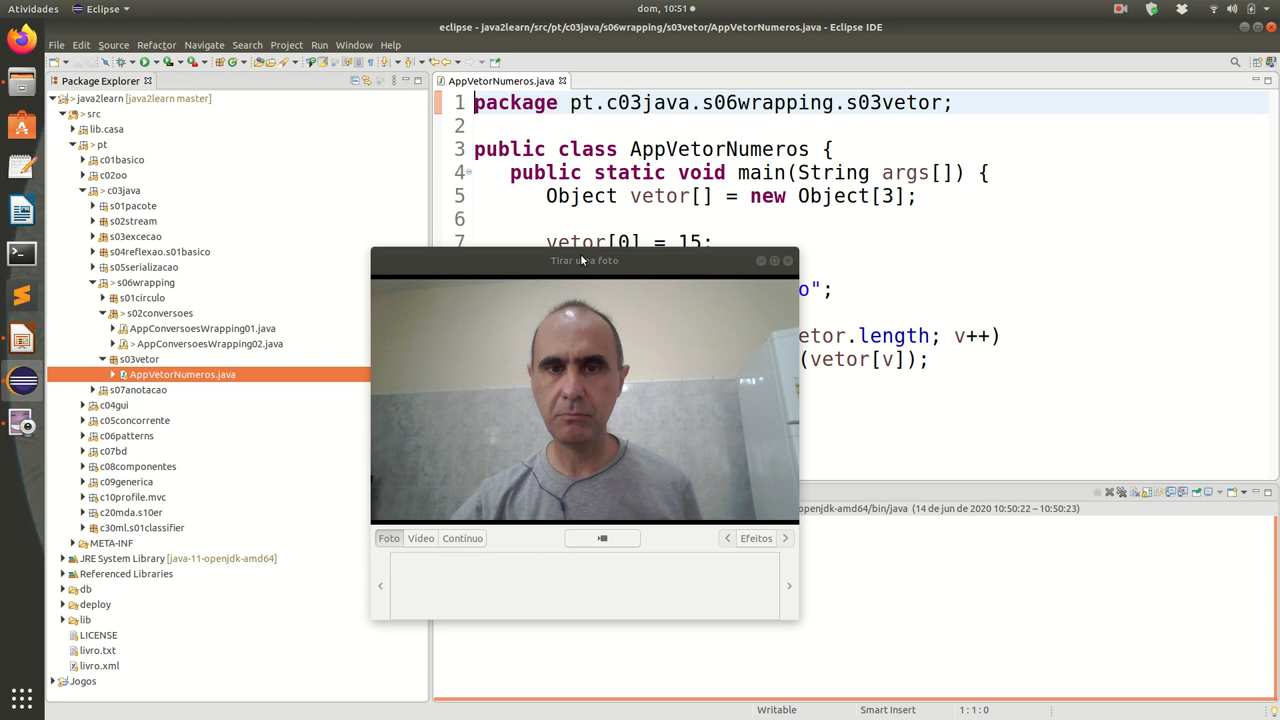 Atividades
Eclipse
dom, 10:51
eclipse - java2learn/src/pt/c03java/s06wrapping/s03vetor/AppVetorNumeros.java - Eclipse IDE
File Edit Source Refactor Navigate Search Project Run Window Help
Package Explorer
AppVetorNumeros.java
> java2learn [java2learn master]
> src
lib.casa
> pt
c01basico
c02oo
> c03java
s01pacote
s02stream
s03excecao
s04reflexao.s01basico
s05serializacao
> s06wrapping
s01circulo
> s02conversoes
AppConversoesWrapping01.java
> AppConversoesWrapping02.java
s03vetor
AppVetorNumeros.java
s07anotacao
c04gui
c05concorrente
c06patterns
c07bd
c08componentes
c09generica
c10profile.mvc
c20mda.s10er
c30ml.s01classifier
META-INF
JRE System Library [java-11-openjdk-amd64]
Referenced Libraries
db
deploy
lib
LICENSE
livro.txt
livro.xml
Jogos
1 package pt.c03java.s06wrapping.s03vetor;
2
3 public class AppVetorNumeros {
4 public static void main(String args[]) {
5 Object vetor[] = new Object[3];
6
7 vetor[0] = 15;
o";
etor.length; v++)
(vetor[v]);
Tirar uma foto
Foto Vídeo Contínuo
Efeitos
openjdk-amd64/bin/java (14 de jun de 2020 10:50:22 – 10:50:23)
Writable
Smart Insert
1 : 1 : 0